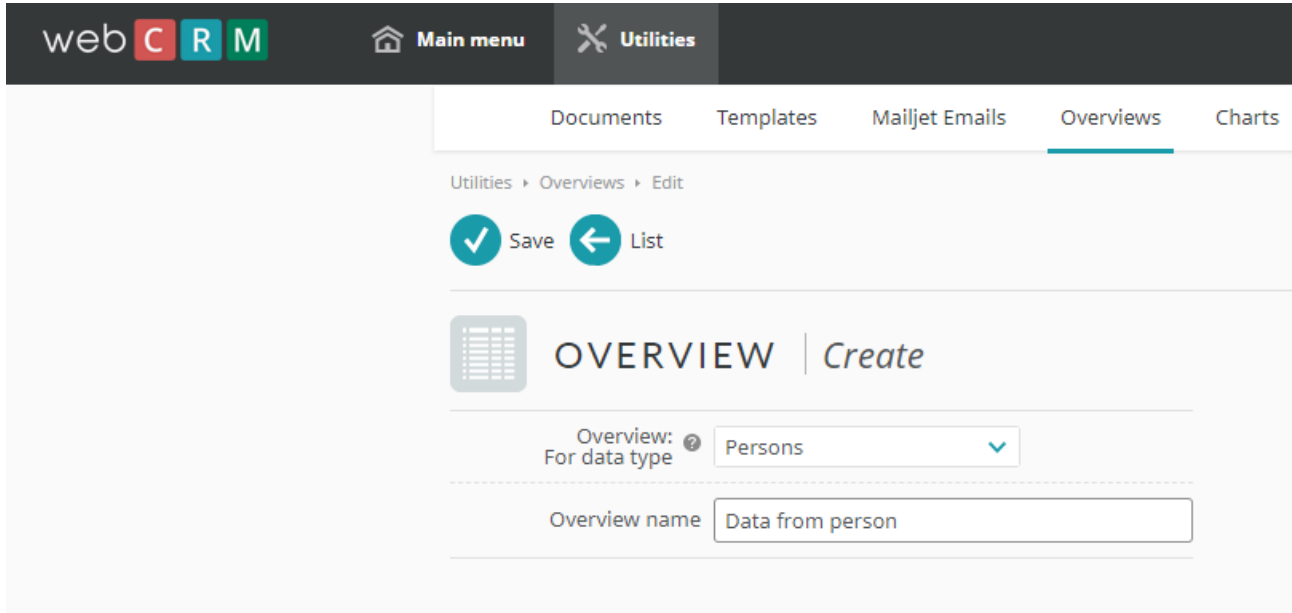 web C R M Main menu Utilities
Documents Templates Mailjet Emails Overviews Charts
Utilities ▸ Overviews ▸ Edit
Save List
OVERVIEW | Create
Overview: ?
For data type
Persons
Overview name Data from person